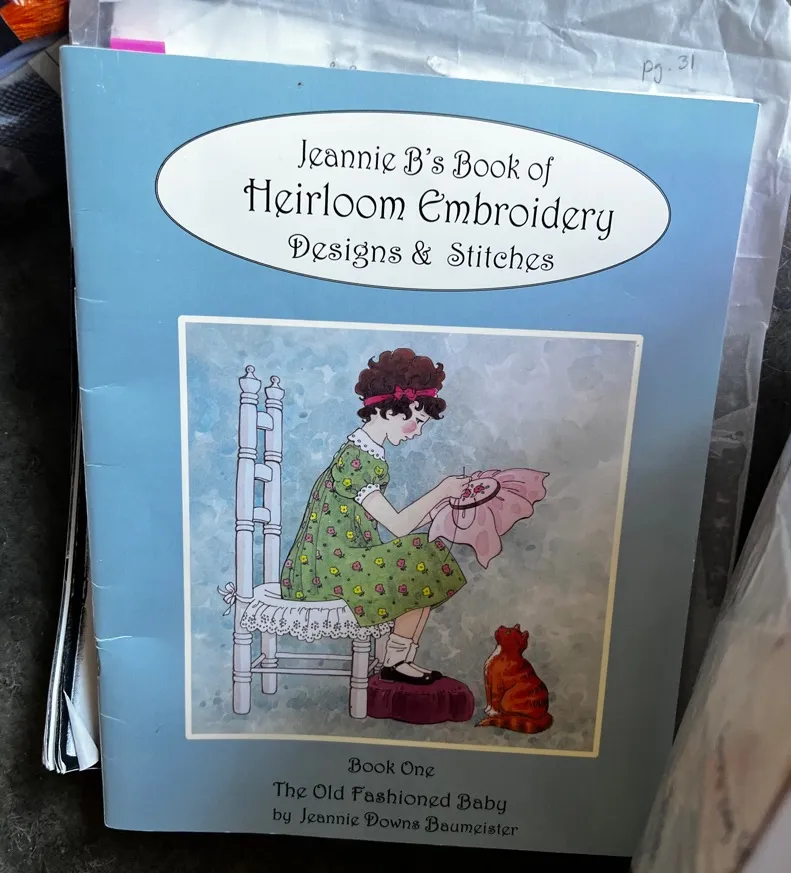 pg. 31
Jeannie B's Book of
Heirloom Embroidery
Designs & Stitches
Book One
The Old Fashioned Baby
by Jeannie Downs Baumeister